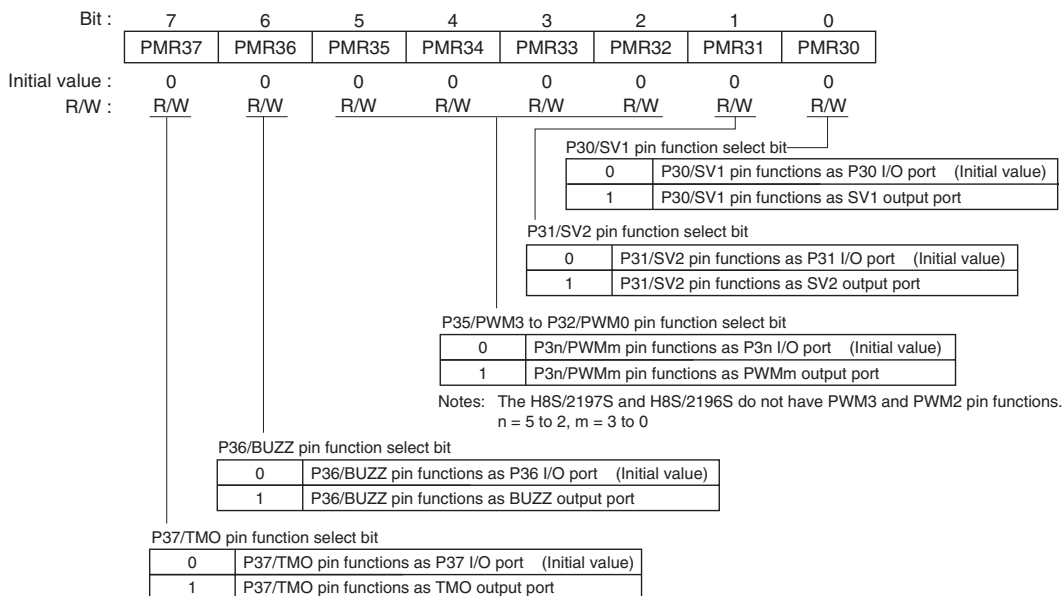 Bit : 7 6 5 4 3 2 1 0
PMR37 PMR36 PMR35 PMR34 PMR33 PMR32 PMR31 PMR30
Initial value : 0 0 0 0 0 0 0 0
R/W : R/W R/W R/W R/W R/W R/W R/W R/W
P30/SV1 pin function select bit
0 P30/SV1 pin functions as P30 I/O port (Initial value)
1 P30/SV1 pin functions as SV1 output port
P31/SV2 pin function select bit
0 P31/SV2 pin functions as P31 I/O port (Initial value)
1 P31/SV2 pin functions as SV2 output port
P35/PWM3 to P32/PWM0 pin function select bit
0 P3n/PWMm pin functions as P3n I/O port (Initial value)
1 P3n/PWMm pin functions as PWMm output port
Notes: The H8S/2197S and H8S/2196S do not have PWM3 and PWM2 pin functions.
n = 5 to 2, m = 3 to 0
P36/BUZZ pin function select bit
0 P36/BUZZ pin functions as P36 I/O port (Initial value)
1 P36/BUZZ pin functions as BUZZ output port
P37/TMO pin function select bit
0 P37/TMO pin functions as P37 I/O port (Initial value)
1 P37/TMO pin functions as TMO output port